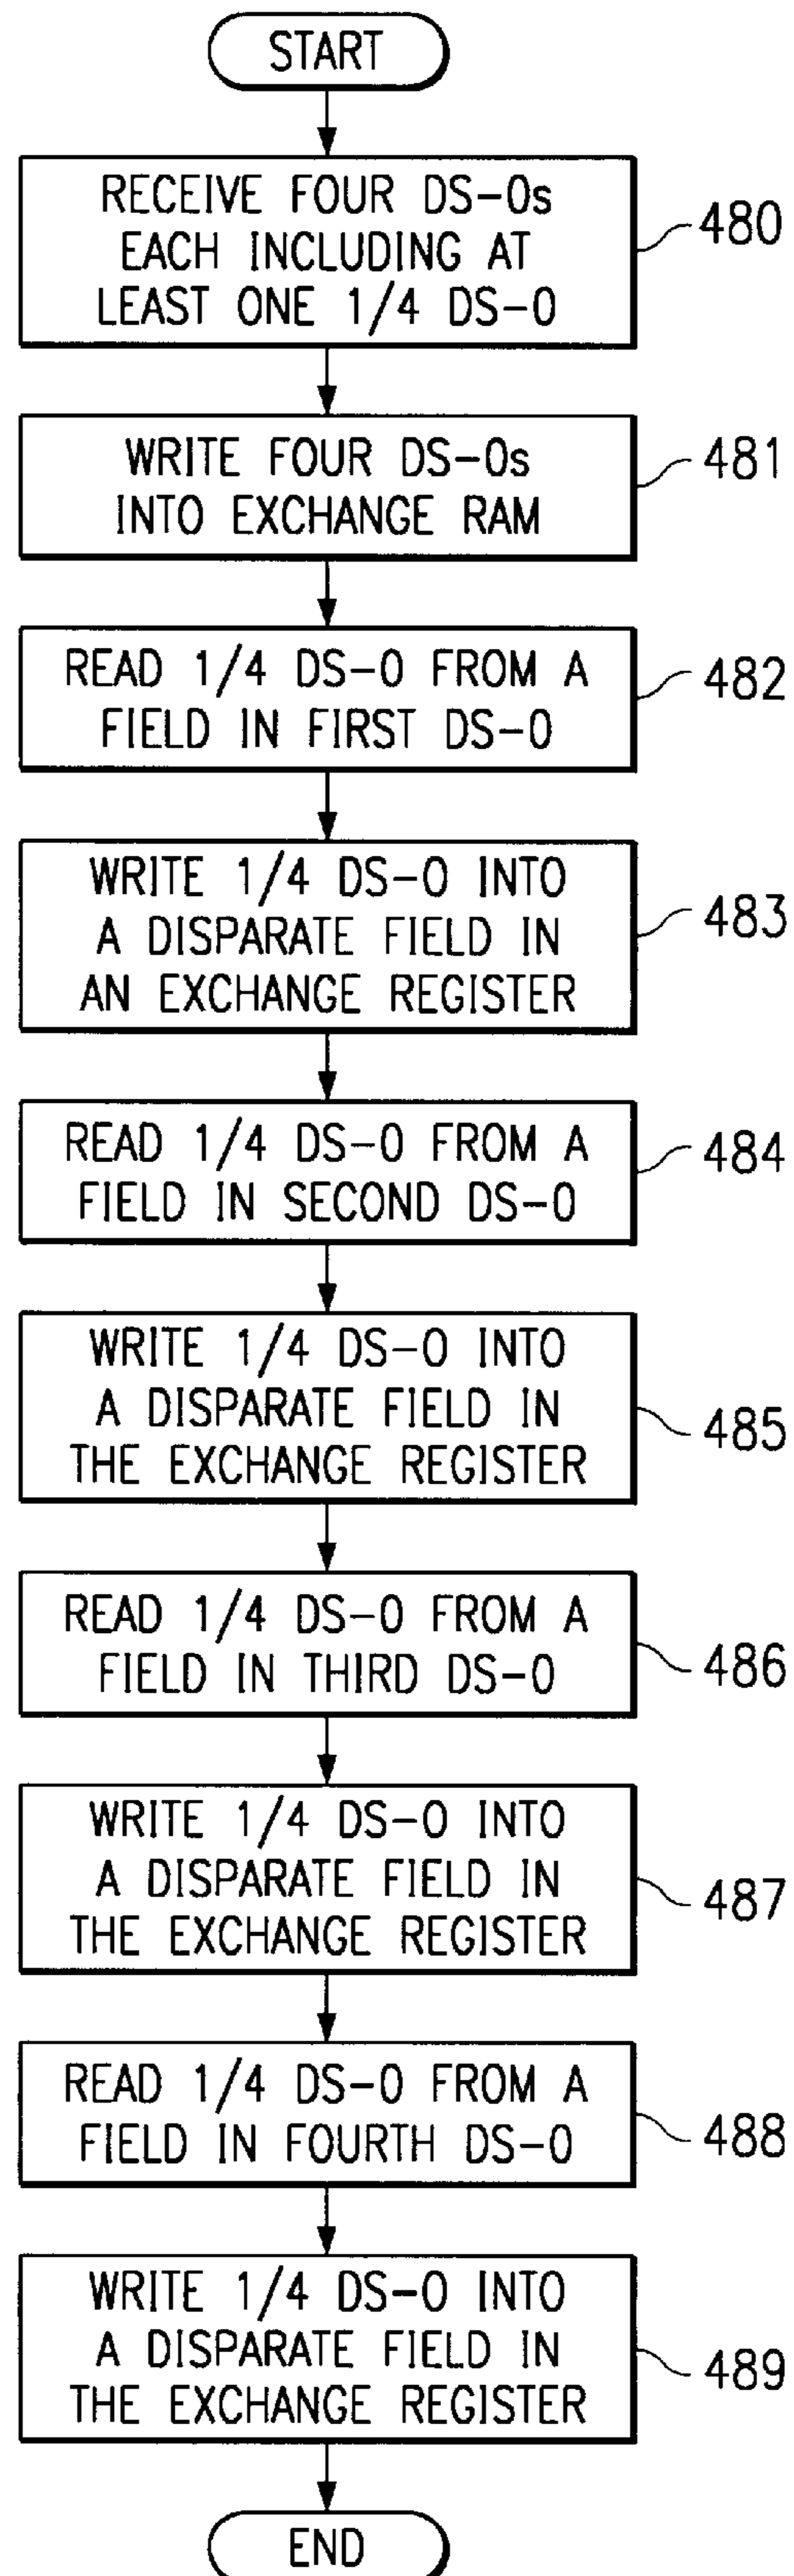 START
RECEIVE FOUR DS-0s
EACH INCLUDING AT
LEAST ONE 1/4 DS-0
480
WRITE FOUR DS-0s
INTO EXCHANGE RAM
481
READ 1/4 DS-0 FROM A
FIELD IN FIRST DS-0
482
WRITE 1/4 DS-0 INTO
A DISPARATE FIELD IN
AN EXCHANGE REGISTER
483
READ 1/4 DS-0 FROM A
FIELD IN SECOND DS-0
484
WRITE 1/4 DS-0 INTO
A DISPARATE FIELD IN
THE EXCHANGE REGISTER
485
READ 1/4 DS-0 FROM A
FIELD IN THIRD DS-0
486
WRITE 1/4 DS-0 INTO
A DISPARATE FIELD IN
THE EXCHANGE REGISTER
487
READ 1/4 DS-0 FROM A
FIELD IN FOURTH DS-0
488
WRITE 1/4 DS-0 INTO
A DISPARATE FIELD IN
THE EXCHANGE REGISTER
489
END